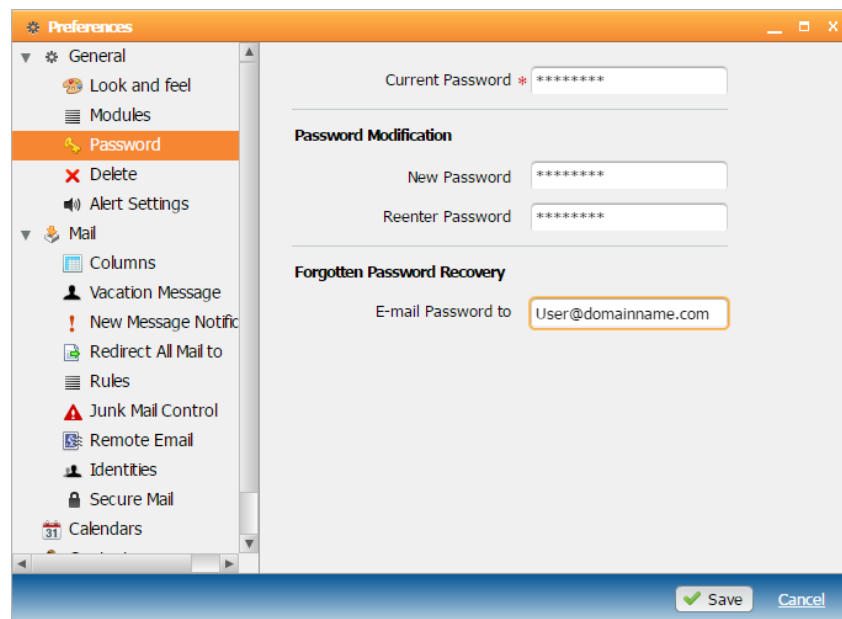 Preferences
General
Look and feel
Modules
Password
Delete
Alert Settings
Mail
Columns
Vacation Message
New Message Notific
Redirect All Mail to
Rules
Junk Mail Control
Remote Email
Identities
Secure Mail
31 Calendars
Current Password * ********
Password Modification
New Password ********
Reenter Password ********
Forgotten Password Recovery
E-mail Password to User@domainname.com
Save Cancel